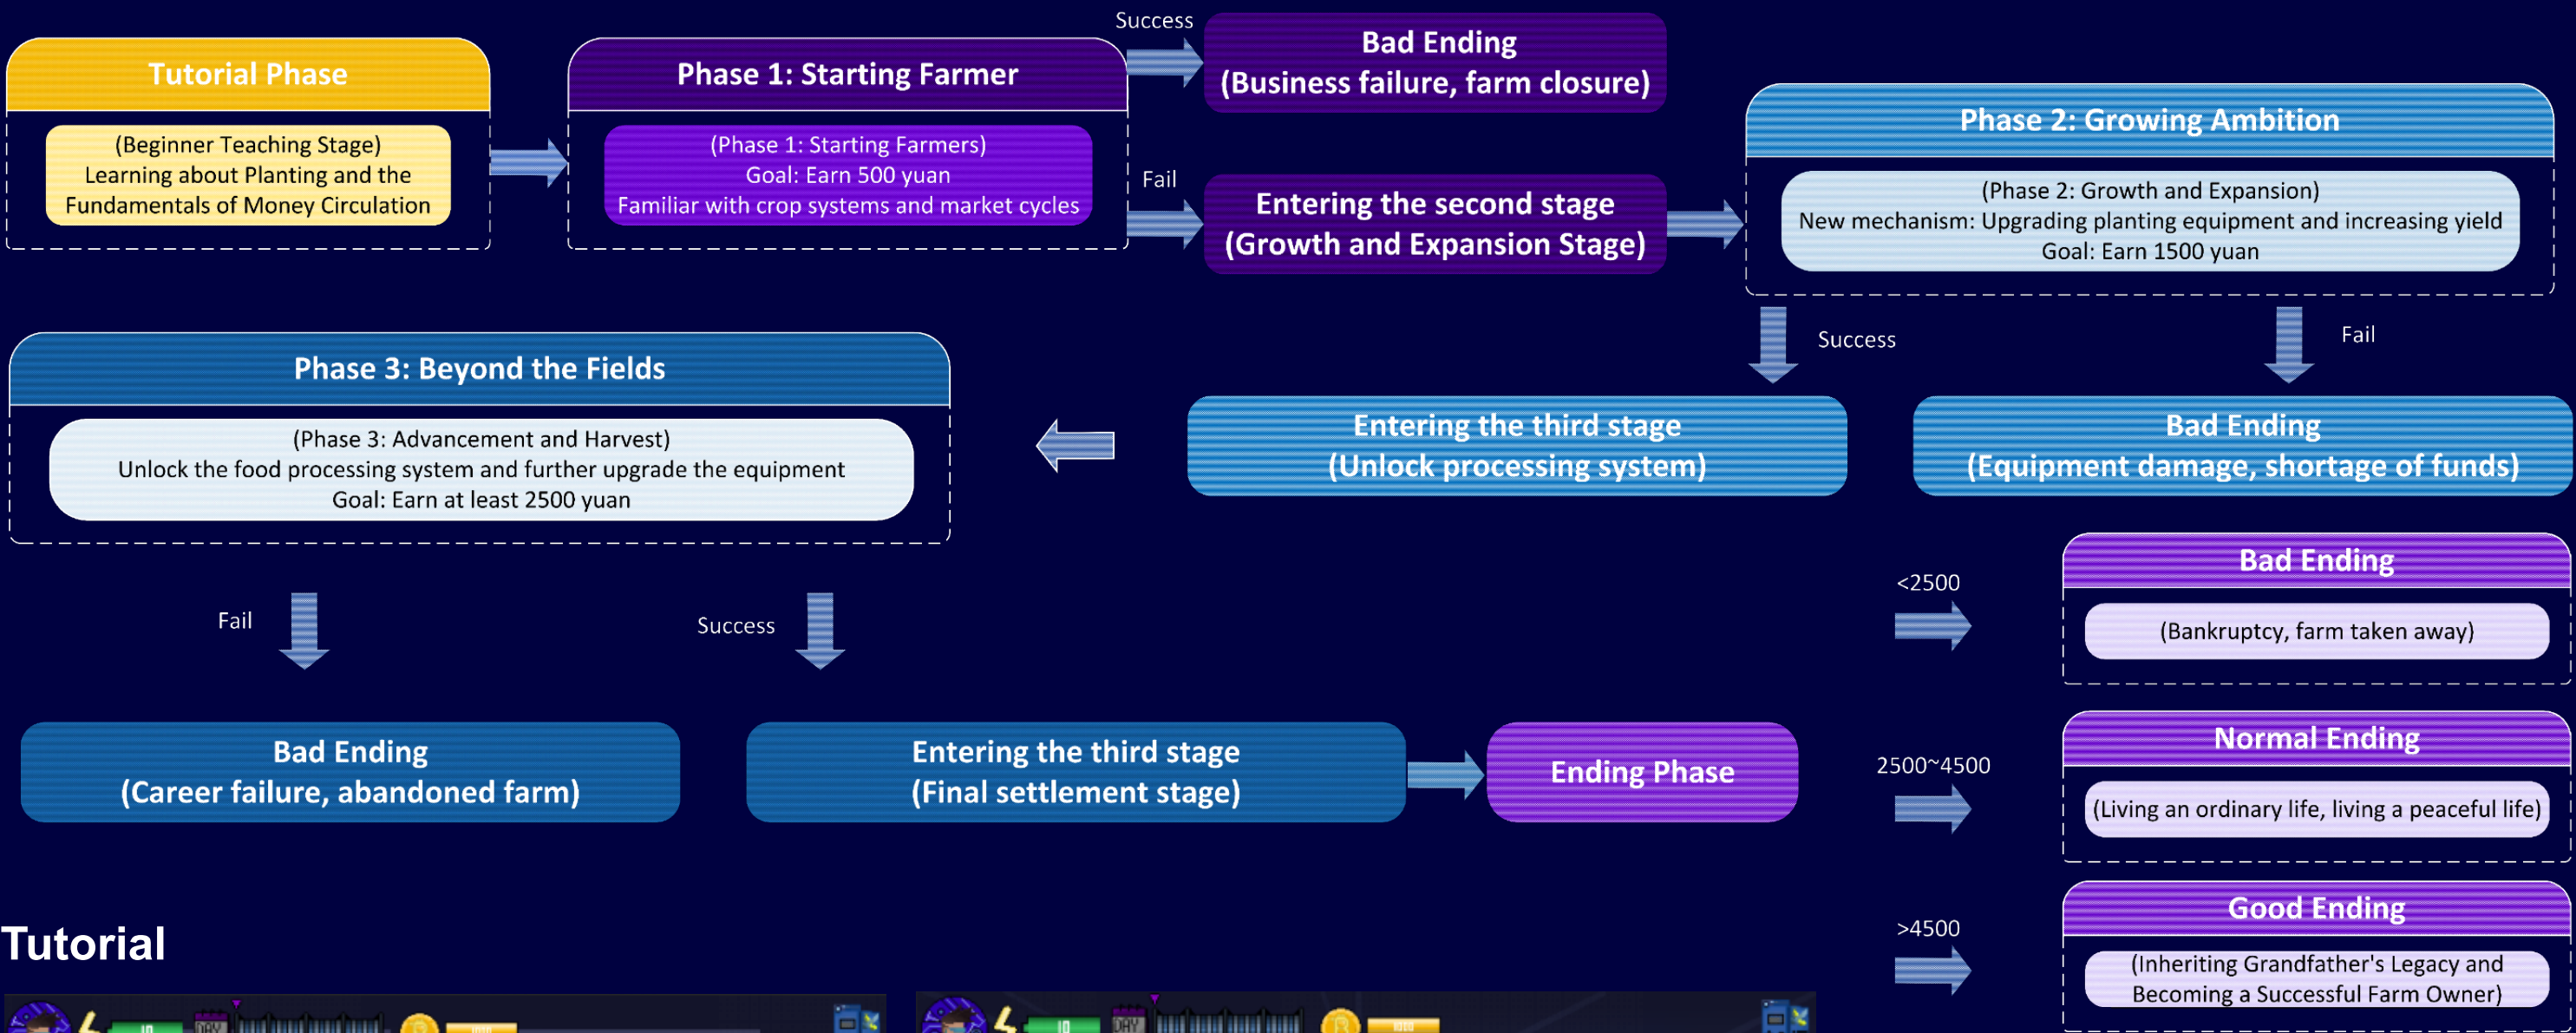 Tutorial Phase
(Beginner Teaching Stage)
Learning about Planting and the
Fundamentals of Money Circulation
Phase 1: Starting Farmer
(Phase 1: Starting Farmers)
Goal: Earn 500 yuan
Familiar with crop systems and market cycles
Success
Bad Ending
(Business failure, farm closure)
Fail
Entering the second stage
(Growth and Expansion Stage)
Phase 2: Growing Ambition
(Phase 2: Growth and Expansion)
New mechanism: Upgrading planting equipment and increasing yield
Goal: Earn 1500 yuan
Success
Fail
Entering the third stage
(Unlock processing system)
Bad Ending
(Equipment damage, shortage of funds)
Phase 3: Beyond the Fields
(Phase 3: Advancement and Harvest)
Unlock the food processing system and further upgrade the equipment
Goal: Earn at least 2500 yuan
Fail
Success
Bad Ending
(Career failure, abandoned farm)
Entering the third stage
(Final settlement stage)
Ending Phase
<2500
Bad Ending
(Bankruptcy, farm taken away)
2500~4500
Normal Ending
(Living an ordinary life, living a peaceful life)
>4500
Good Ending
(Inheriting Grandfather's Legacy and
Becoming a Successful Farm Owner)
Tutorial
DAY
DAY